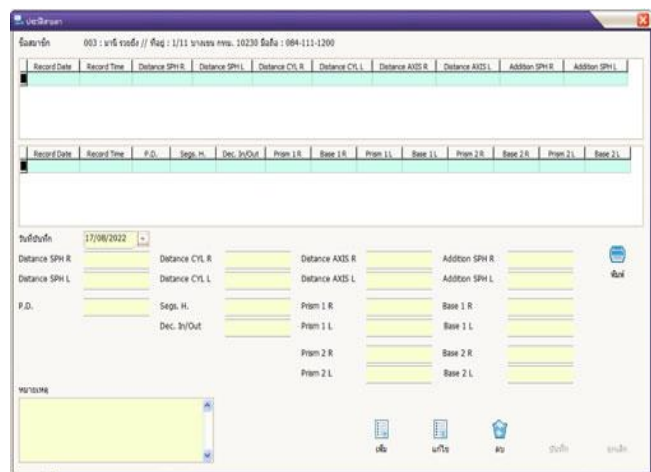 ประวัติสายตา
ชื่อสมาชิก 003 : มานี รวยถึง // ที่อยู่ : 1/11 บางเขน กทม. 10230 มือถือ : 084-111-1200
Record Date Record Time Distance SPH R Distance SPH L Distance CYL R Distance CYL L Distance AXIS R Distance AXIS L Addition SPH R Addition SPH L
Record Date Record Time P.D. Segs. H. Dec. In/Out Prism 1 R Base 1 R Prism 1 L Base 1 L Prism 2 R Base 2 R Prism 2 L Base 2 L
วันที่บันทึก 17/08/2022
Distance SPH R Distance CYL R Distance AXIS R Addition SPH R
Distance SPH L Distance CYL L Distance AXIS L Addition SPH L
พิมพ์
P.D. Segs. H. Prism 1 R Base 1 R
Dec. In/Out Prism 1 L Base 1 L
Prism 2 R Base 2 R
Prism 2 L Base 2 L
หมายเหตุ
เพิ่ม แก้ไข ลบ บันทึก ยกเลิก